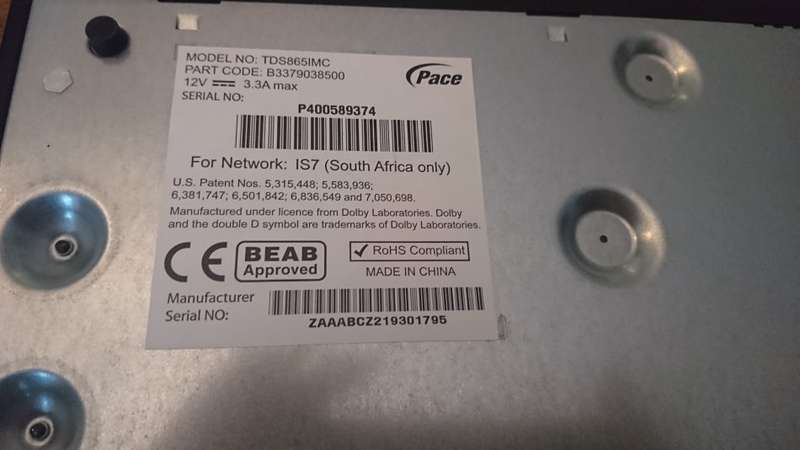 MODEL NO: TDS865IMC
PART CODE: B3379038500
12V 3.3A max
SERIAL NO:
Pace
P400589374
For Network: IS7 (South Africa only)
U.S. Patent Nos. 5,315,448; 5,583,936;
6,381,747; 6,501,842; 6,836,549 and 7,050,698.
Manufactured under licence from Dolby Laboratories. Dolby
and the double D symbol are trademarks of Dolby Laboratories.
CE
BEAB
Approved
RoHS Compliant
MADE IN CHINA
Manufacturer
Serial NO:
ZAAABCZ219301795